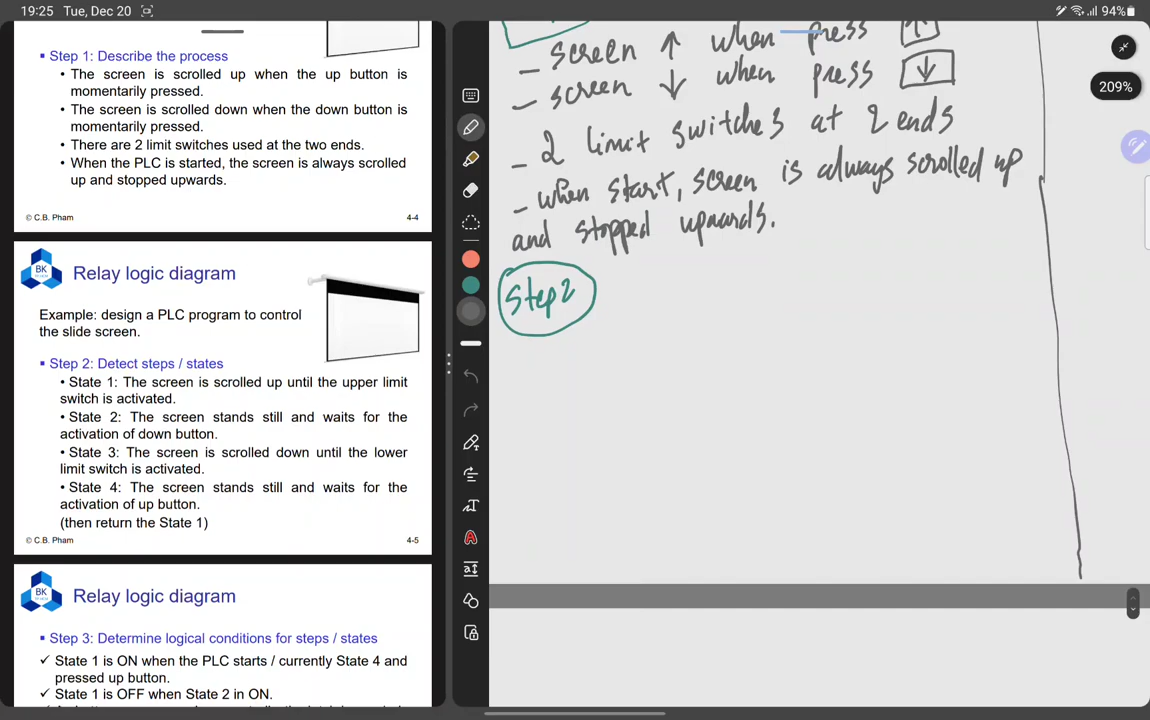 19:25 Tue, Dec 20
94%
▪ Step 1: Describe the process
• The screen is scrolled up when the up button is
momentarily pressed.
• The screen is scrolled down when the down button is
momentarily pressed.
• There are 2 limit switches used at the two ends.
• When the PLC is started, the screen is always scrolled
up and stopped upwards.
© C.B. Pham
4-4
BK
Relay logic diagram
Example: design a PLC program to control
the slide screen.
▪ Step 2: Detect steps / states
• State 1: The screen is scrolled up until the upper limit
switch is activated.
• State 2: The screen stands still and waits for the
activation of down button.
• State 3: The screen is scrolled down until the lower
limit switch is activated.
• State 4: The screen stands still and waits for the
activation of up button.
(then return the State 1)
© C.B. Pham
4-5
BK
Relay logic diagram
▪ Step 3: Determine logical conditions for steps / states
✓ State 1 is ON when the PLC starts / currently State 4 and
pressed up button.
✓ State 1 is OFF when State 2 in ON.
- screen ↑ when press ↑
- screen ↓ when press ↓
- 2 limit switches at 2 ends
- when start, screen is always scrolled up
and stopped upwards.
Step 2
209%